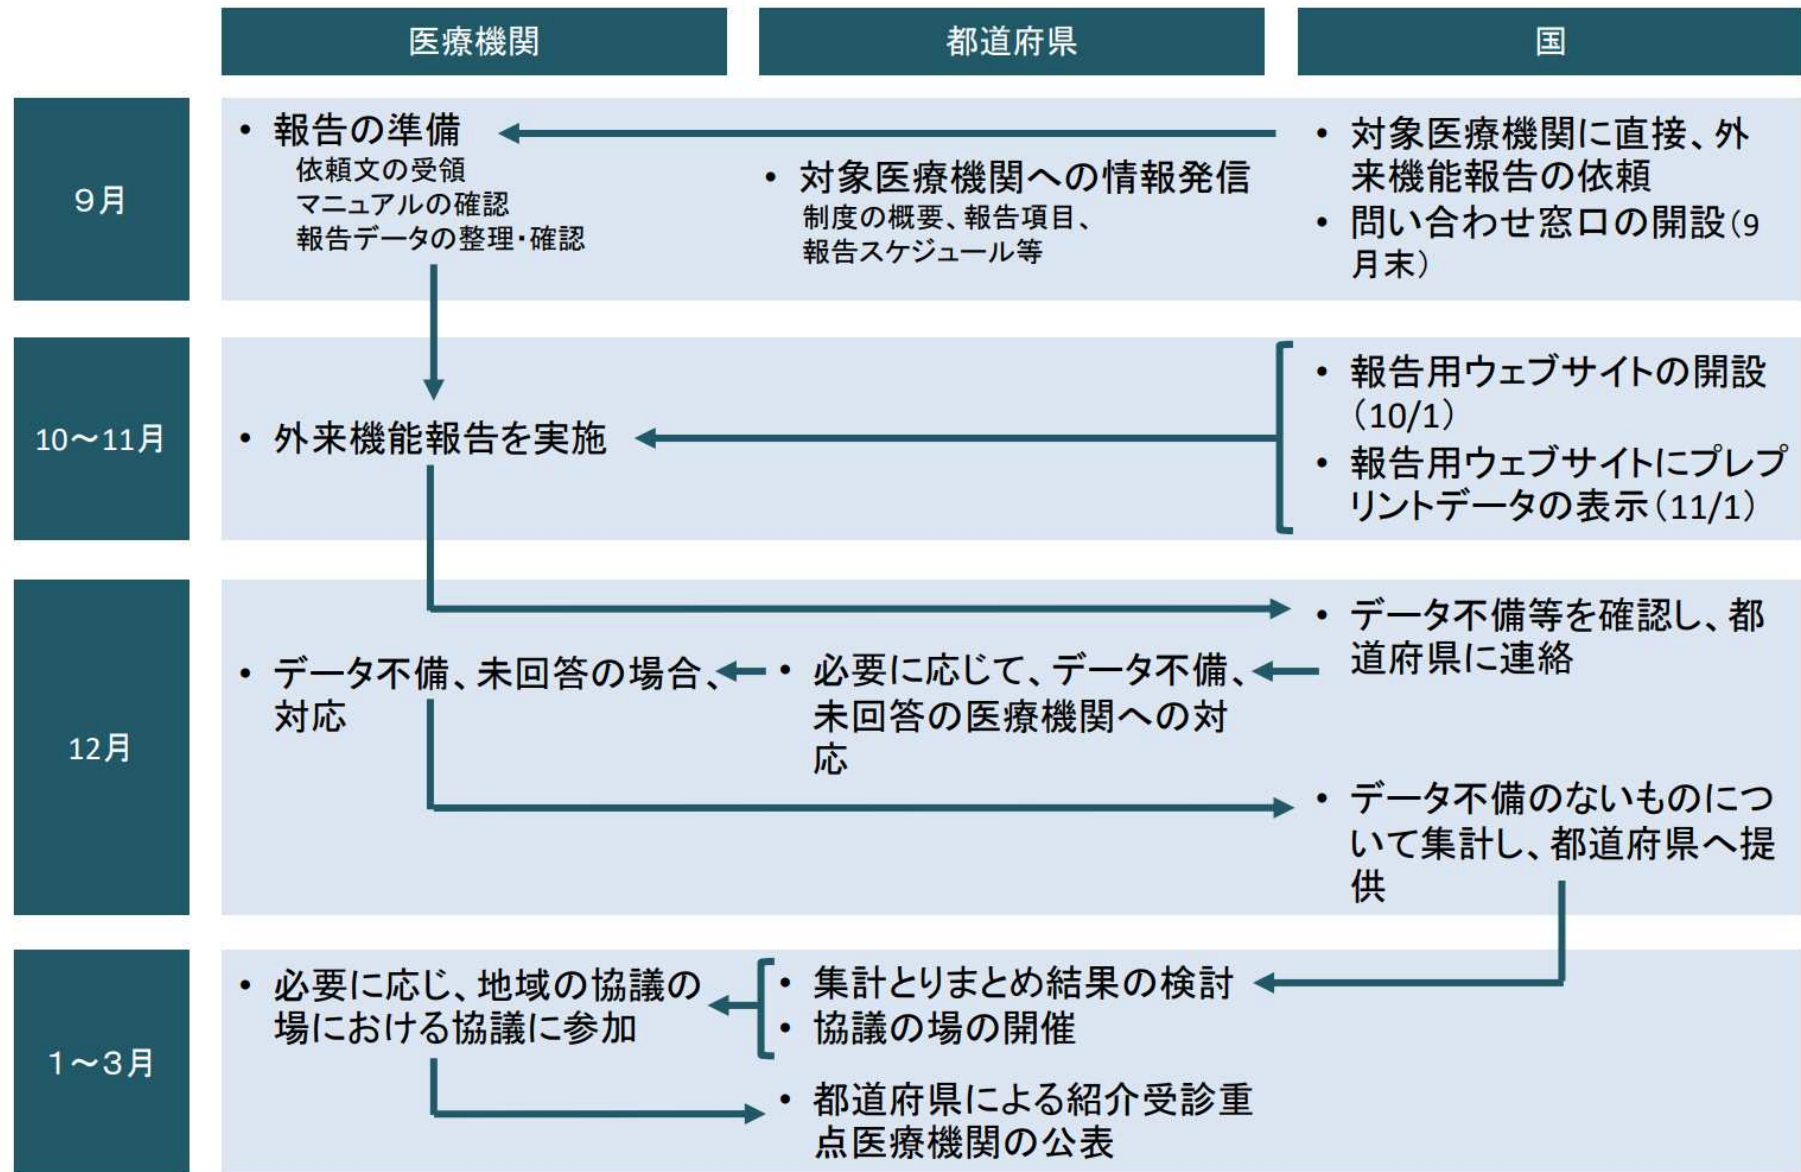 医療機関
都道府県
国
９月
• 報告の準備
依頼文の受領
マニュアルの確認
報告データの整理・確認
• 対象医療機関への情報発信
制度の概要、報告項目、
報告スケジュール等
• 対象医療機関に直接、外
来機能報告の依頼
• 問い合わせ窓口の開設（9
月末）
10～11月
• 外来機能報告を実施
• 報告用ウェブサイトの開設
（10/1）
• 報告用ウェブサイトにプレプ
リントデータの表示（11/1）
12月
• データ不備、未回答の場合、
対応
• 必要に応じて、データ不備、
未回答の医療機関への対
応
• データ不備等を確認し、都
道府県に連絡
• データ不備のないものにつ
いて集計し、都道府県へ提
供
１～３月
• 必要に応じ、地域の協議の
場における協議に参加
• 集計とりまとめ結果の検討
• 協議の場の開催
• 都道府県による紹介受診重
点医療機関の公表